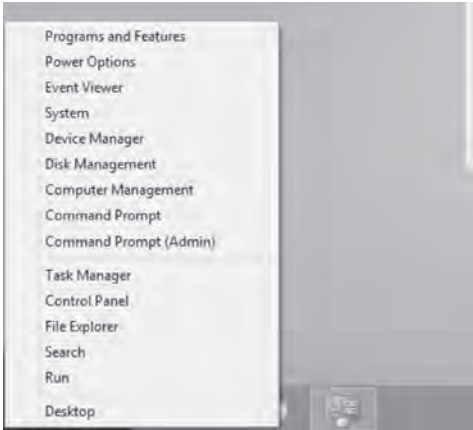 Programs and Features
Power Options
Event Viewer
System
Device Manager
Disk Management
Computer Management
Command Prompt
Command Prompt (Admin)
Task Manager
Control Panel
File Explorer
Search
Run
Desktop